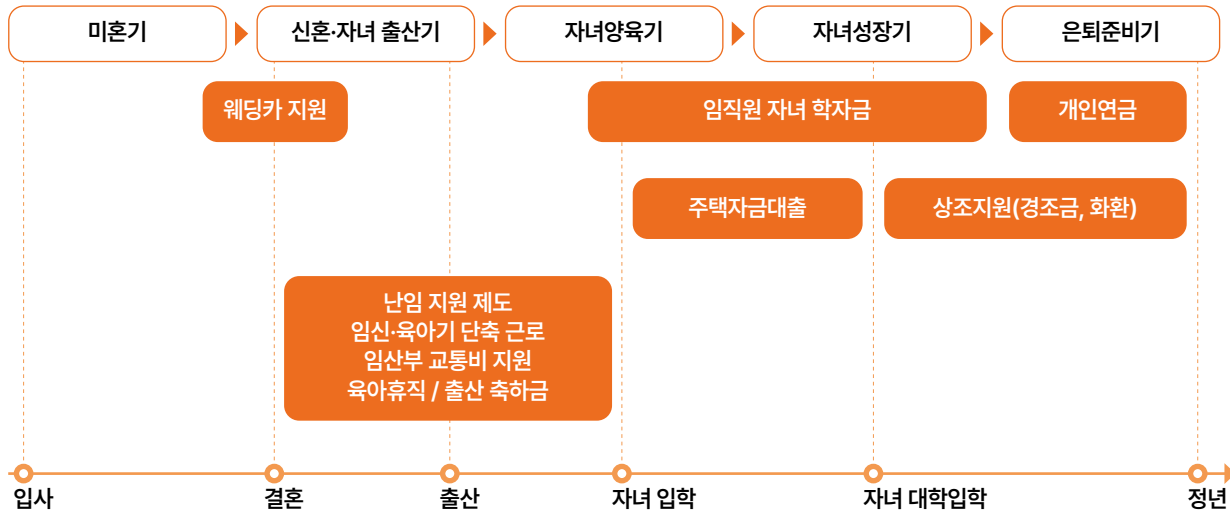 미혼기
신혼·자녀 출산기
자녀양육기
자녀성장기
은퇴준비기
웨딩카 지원
임직원 자녀 학자금
개인연금
주택자금대출
상조지원(경조금, 화환)
난임 지원 제도
임신·육아기 단축 근로
임산부 교통비 지원
육아휴직 / 출산 축하금
입사
결혼
출산
자녀 입학
자녀 대학입학
정년